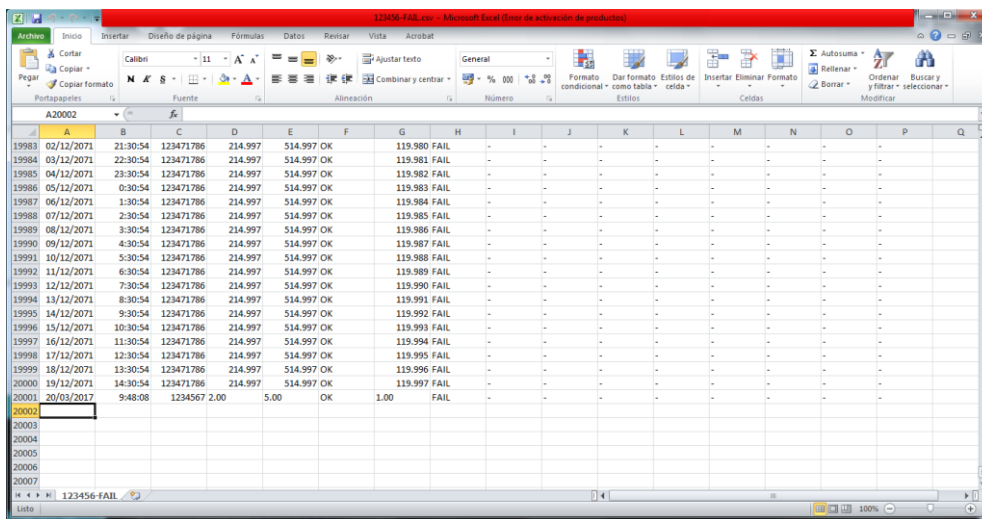 123456-FAIL.csv - Microsoft Excel (Error de activación de productos)
Archivo Inicio Insertar Diseño de página Fórmulas Datos Revisar Vista Acrobat
Cortar Calibri 11 Ajustar texto General Σ Autosuma
Copiar Rellenar
Pegar Copiar formato N K S Combinar y centrar % 000 Formato condicional Dar formato como tabla Estilos de celda Insertar Eliminar Formato Borrar Ordenar y filtrar Buscar y seleccionar
Portapapeles Fuente Alineación Número Estilos Celdas Modificar
A20002 fx
A B C D E F G H I J K L M N O P Q
19983 02/12/2071 21:30:54 123471786 214.997 514.997 OK 119.980 FAIL - - - - - - - -
19984 03/12/2071 22:30:54 123471786 214.997 514.997 OK 119.981 FAIL - - - - - - - -
19985 04/12/2071 23:30:54 123471786 214.997 514.997 OK 119.982 FAIL - - - - - - - -
19986 05/12/2071 0:30:54 123471786 214.997 514.997 OK 119.983 FAIL - - - - - - - -
19987 06/12/2071 1:30:54 123471786 214.997 514.997 OK 119.984 FAIL - - - - - - - -
19988 07/12/2071 2:30:54 123471786 214.997 514.997 OK 119.985 FAIL - - - - - - - -
19989 08/12/2071 3:30:54 123471786 214.997 514.997 OK 119.986 FAIL - - - - - - - -
19990 09/12/2071 4:30:54 123471786 214.997 514.997 OK 119.987 FAIL - - - - - - - -
19991 10/12/2071 5:30:54 123471786 214.997 514.997 OK 119.988 FAIL - - - - - - - -
19992 11/12/2071 6:30:54 123471786 214.997 514.997 OK 119.989 FAIL - - - - - - - -
19993 12/12/2071 7:30:54 123471786 214.997 514.997 OK 119.990 FAIL - - - - - - - -
19994 13/12/2071 8:30:54 123471786 214.997 514.997 OK 119.991 FAIL - - - - - - - -
19995 14/12/2071 9:30:54 123471786 214.997 514.997 OK 119.992 FAIL - - - - - - - -
19996 15/12/2071 10:30:54 123471786 214.997 514.997 OK 119.993 FAIL - - - - - - - -
19997 16/12/2071 11:30:54 123471786 214.997 514.997 OK 119.994 FAIL - - - - - - - -
19998 17/12/2071 12:30:54 123471786 214.997 514.997 OK 119.995 FAIL - - - - - - - -
19999 18/12/2071 13:30:54 123471786 214.997 514.997 OK 119.996 FAIL - - - - - - - -
20000 19/12/2071 14:30:54 123471786 214.997 514.997 OK 119.997 FAIL - - - - - - - -
20001 20/03/2017 9:48:08 1234567 2.00 5.00 OK 1.00 FAIL - - - - - - - -
20002
20003
20004
20005
20006
20007
123456-FAIL
Listo 100%